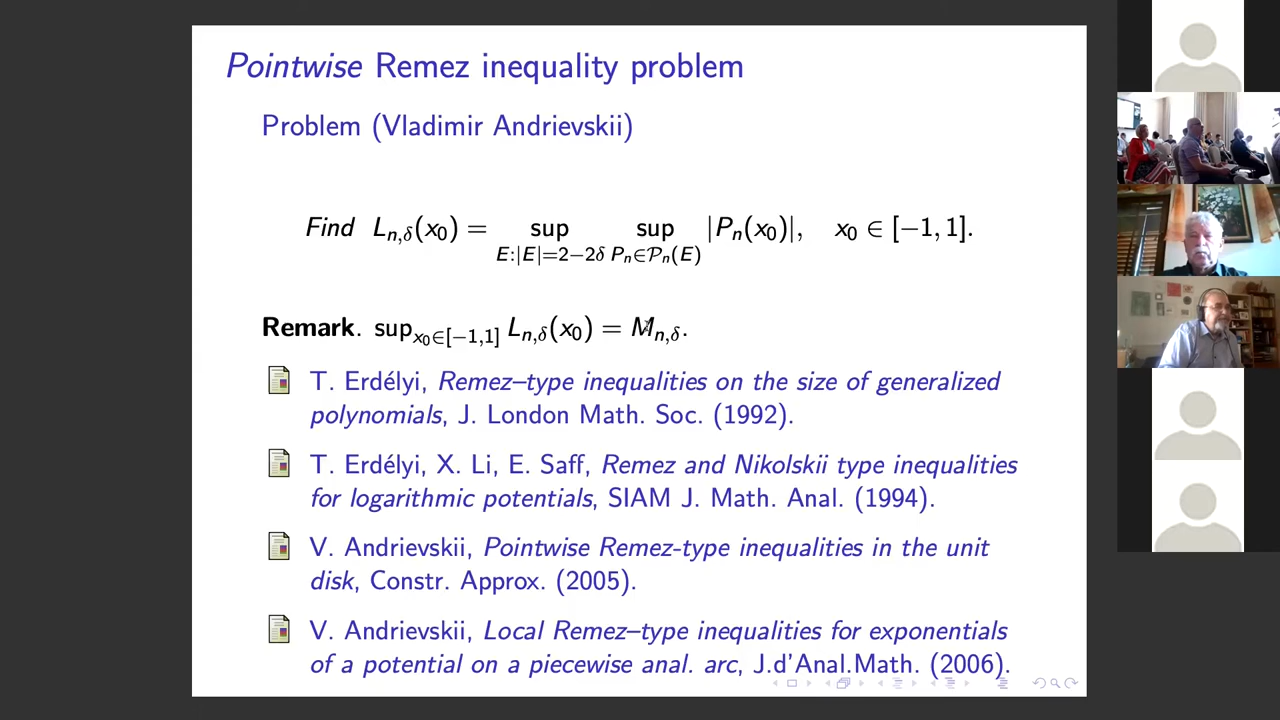 Pointwise Remez inequality problem
Problem (Vladimir Andrievskii)
Find L_{n,δ}(x_0) = sup_{E:|E|=2−2δ} sup_{P_n∈𝒫_n(E)} |P_n(x_0)|, x_0 ∈ [−1, 1].
Remark. sup_{x_0∈[−1,1]} L_{n,δ}(x_0) = M_{n,δ}.
T. Erdélyi, Remez–type inequalities on the size of generalized
polynomials, J. London Math. Soc. (1992).
T. Erdélyi, X. Li, E. Saff, Remez and Nikolskii type inequalities
for logarithmic potentials, SIAM J. Math. Anal. (1994).
V. Andrievskii, Pointwise Remez-type inequalities in the unit
disk, Constr. Approx. (2005).
V. Andrievskii, Local Remez–type inequalities for exponentials
of a potential on a piecewise anal. arc, J.d'Anal.Math. (2006).